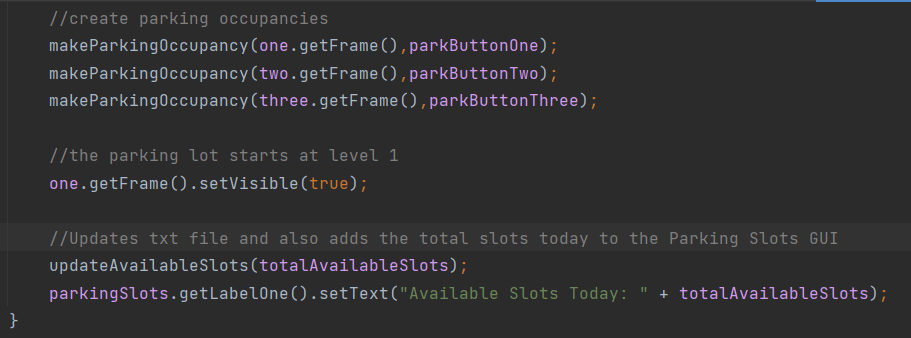 //create parking occupancies
makeParkingOccupancy(one.getFrame(),parkButtonOne);
makeParkingOccupancy(two.getFrame(),parkButtonTwo);
makeParkingOccupancy(three.getFrame(),parkButtonThree);
//the parking lot starts at level 1
one.getFrame().setVisible(true);
//Updates txt file and also adds the total slots today to the Parking Slots GUI
updateAvailableSlots(totalAvailableSlots);
parkingSlots.getLabelOne().setText("Available Slots Today: " + totalAvailableSlots);
}